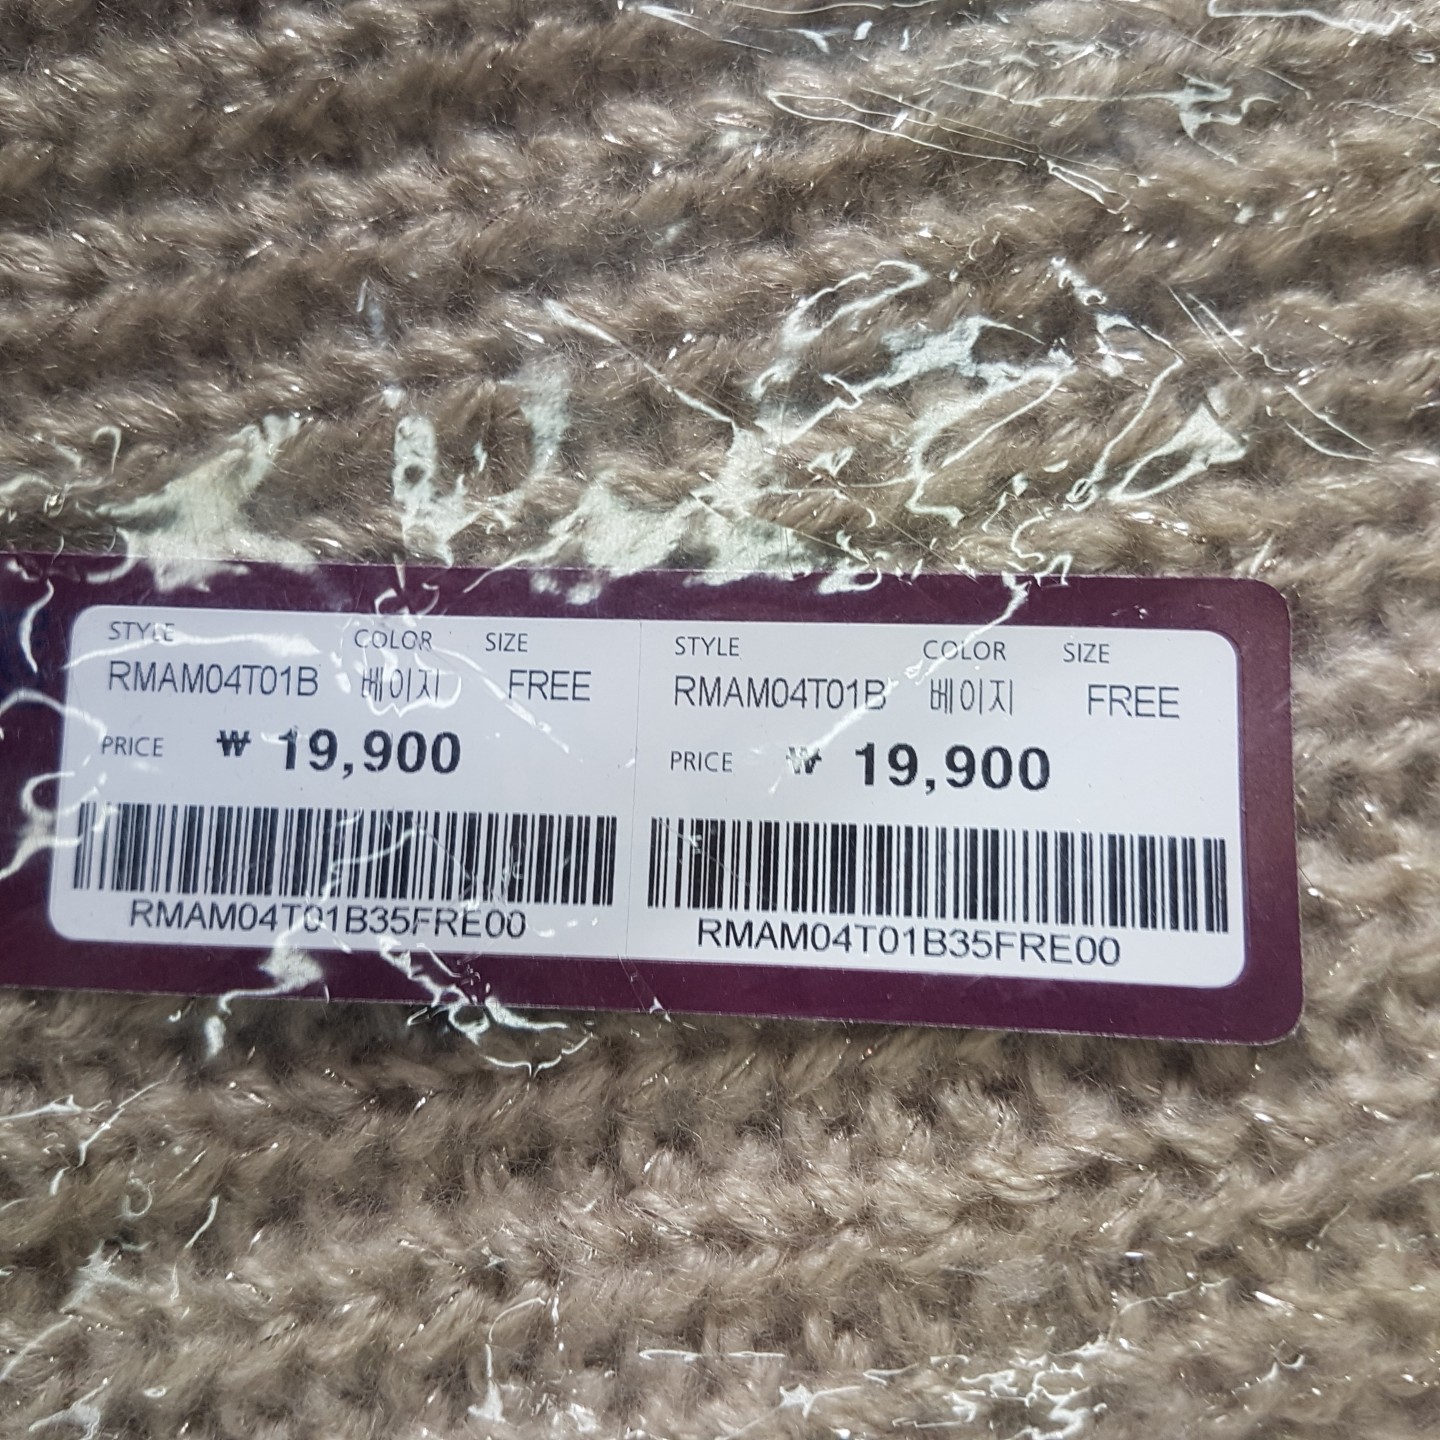 STYLE COLOR SIZE
RMAM04T01B 베이지 FREE
PRICE ₩ 19,900
RMAM04T01B35FRE00
STYLE COLOR SIZE
RMAM04T01B 베이지 FREE
PRICE ₩ 19,900
RMAM04T01B35FRE00